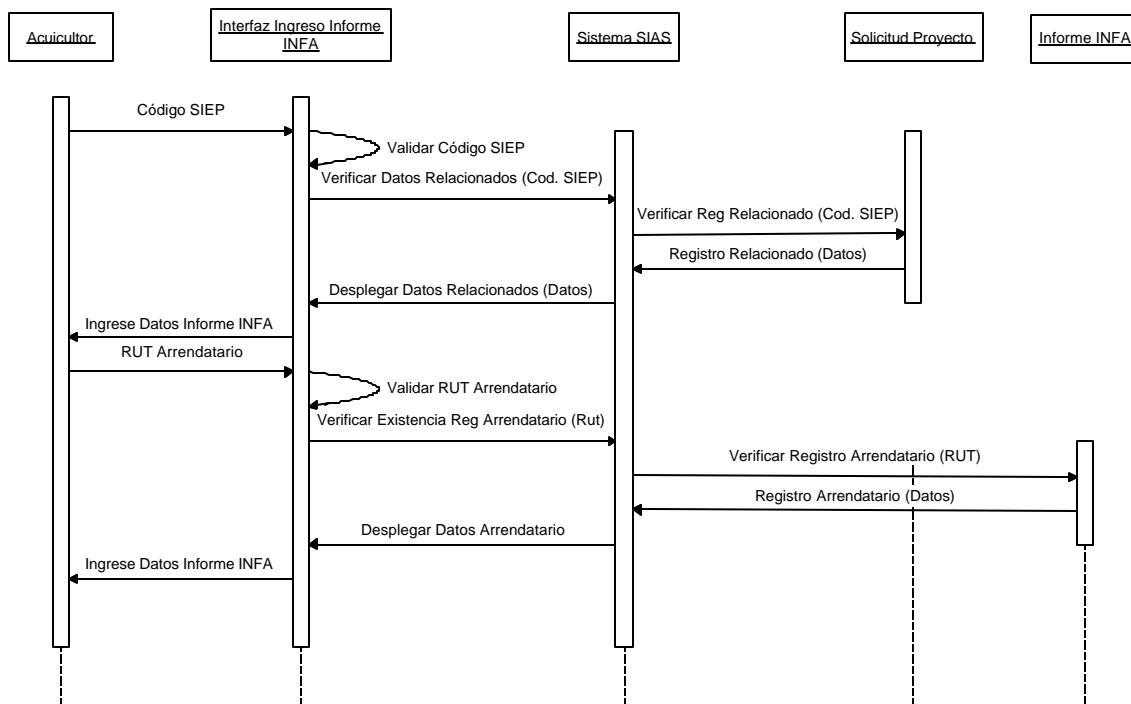 Acuicultor
Interfaz Ingreso Informe
INFA
Sistema SIAS
Solicitud Proyecto
Informe INFA
Código SIEP
Validar Código SIEP
Verificar Datos Relacionados (Cod. SIEP)
Verificar Reg Relacionado (Cod. SIEP)
Registro Relacionado (Datos)
Desplegar Datos Relacionados (Datos)
Ingrese Datos Informe INFA
RUT Arrendatario
Validar RUT Arrendatario
Verificar Existencia Reg Arrendatario (Rut)
Verificar Registro Arrendatario (RUT)
Registro Arrendatario (Datos)
Desplegar Datos Arrendatario
Ingrese Datos Informe INFA